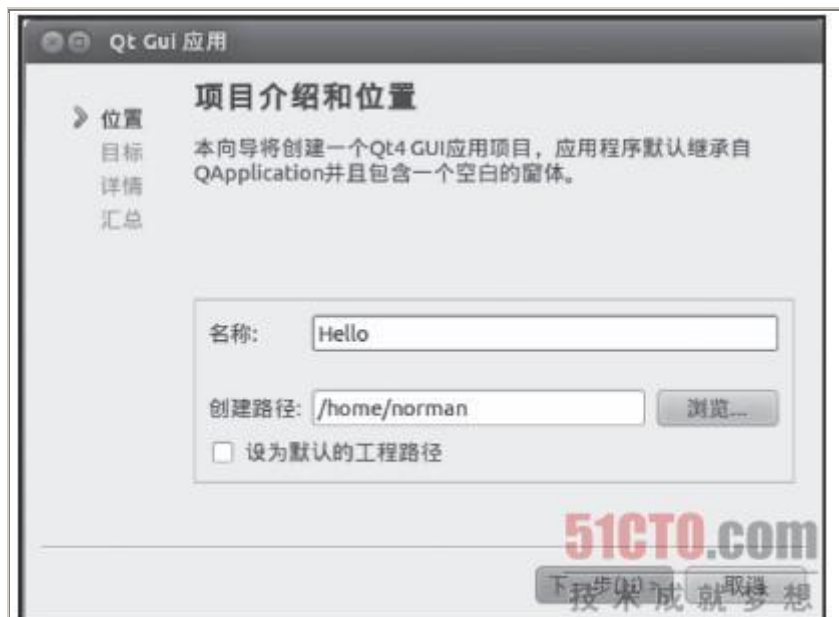 Qt Gui 应用
项目介绍和位置
位置
目标
详情
汇总
本向导将创建一个Qt4 GUI应用项目，应用程序默认继承自
QApplication并且包含一个空白的窗体。
名称:
Hello
创建路径:
/home/norman
浏览...
设为默认的工程路径
51CTO.com
下一步(N) >
取消
技术成就梦想